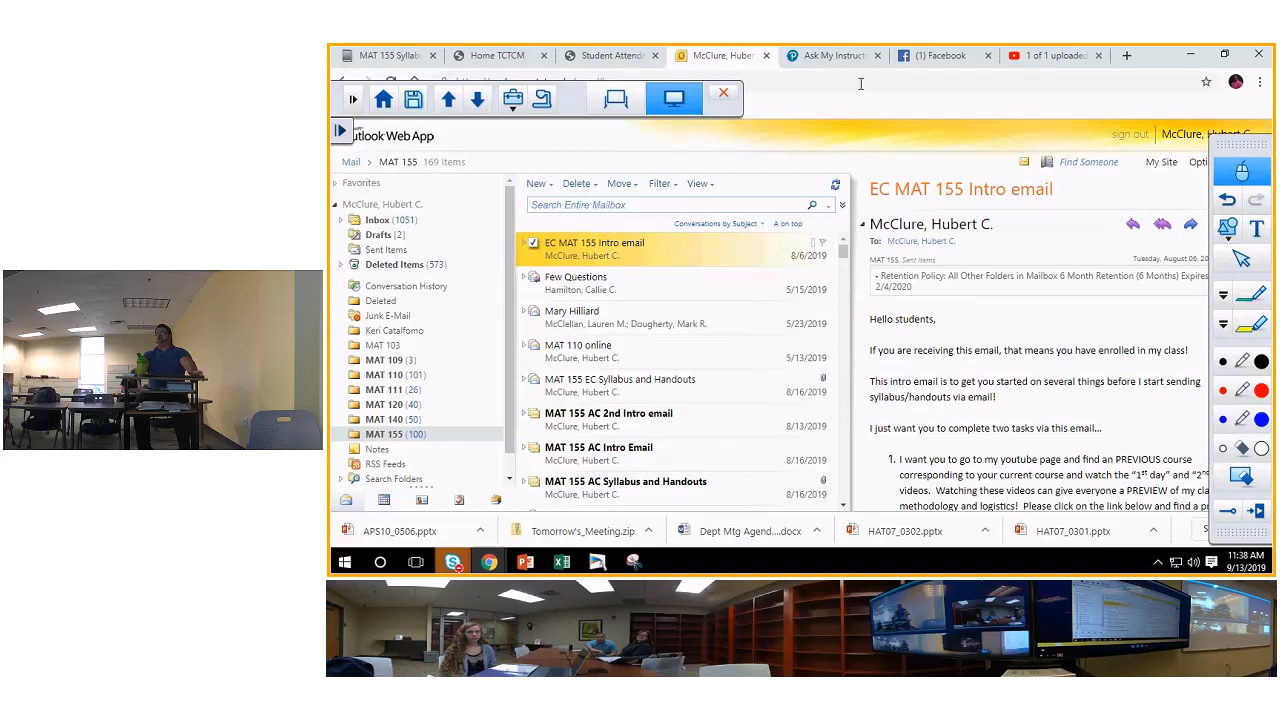 MAT 155 Syllab
Home TCTCM
Student Attenda
McClure, Huber
Ask My Instruct
(1) Facebook
1 of 1 uploaded
utlook Web App
sign out
McClure, Hubert C.
Mail > MAT 155 169 Items
Find Someone
My Site
Opti
Favorites
McClure, Hubert C.
Inbox (1051)
Drafts [2]
Sent Items
Deleted Items (573)
Conversation History
Deleted
Junk E-Mail
Keri Catalfomo
MAT 103
MAT 109 (3)
MAT 110 (101)
MAT 111 (26)
MAT 120 (40)
MAT 140 (50)
MAT 155 (100)
Notes
RSS Feeds
Search Folders
New Delete Move Filter View
Search Entire Mailbox
Conversations by Subject A on top
EC MAT 155 Intro email
McClure, Hubert C. 8/6/2019
Few Questions
Hamilton, Callie C. 5/15/2019
Mary Hilliard
McClellan, Lauren M.; Dougherty, Mark R. 5/23/2019
MAT 110 online
McClure, Hubert C. 5/13/2019
MAT 155 EC Syllabus and Handouts
McClure, Hubert C. 8/16/2019
MAT 155 AC 2nd Intro email
McClure, Hubert C. 8/13/2019
MAT 155 AC Intro Email
McClure, Hubert C. 8/16/2019
MAT 155 AC Syllabus and Handouts
McClure, Hubert C. 8/16/2019
EC MAT 155 Intro email
McClure, Hubert C.
To: McClure, Hubert C.
MAT 155, Sent Items
Tuesday, August 06, 20
- Retention Policy: All Other Folders in Mailbox 6 Month Retention (6 Months) Expires
2/4/2020
Hello students,
If you are receiving this email, that means you have enrolled in my class!
This intro email is to get you started on several things before I start sending
syllabus/handouts via email!
I just want you to complete two tasks via this email...
1. I want you to go to my youtube page and find an PREVIOUS course
corresponding to your current course and watch the "1st day" and "2n
videos. Watching these videos can give everyone a PREVIEW of my cla
methodology and logistics! Please click on the link below and find a pr
T
APS10_0506.pptx
Tomorrow's_Meeting.zip
Dept Mtg Agend....docx
HAT07_0302.pptx
HAT07_0301.pptx
S
11:38 AM
9/13/2019